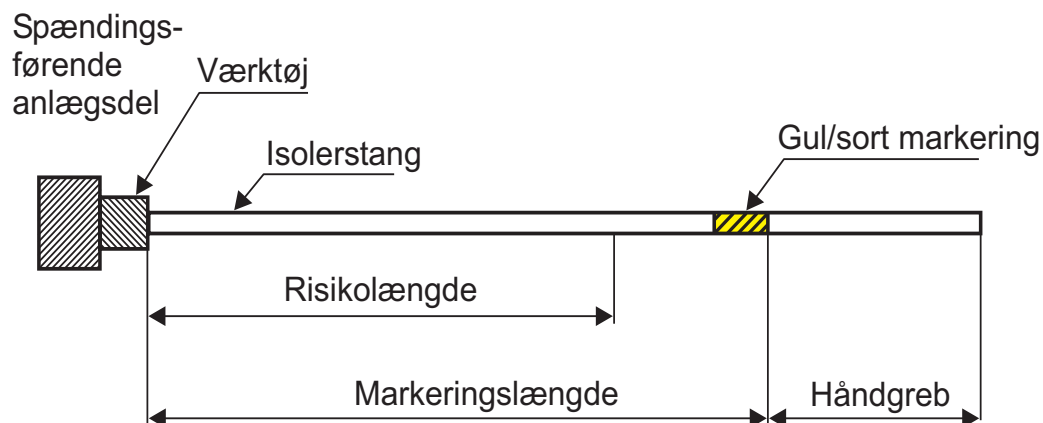 Spændings-
førende
anlægsdel
Værktøj
Isolerstang
Gul/sort markering
Risikolængde
Markeringslængde
Håndgreb